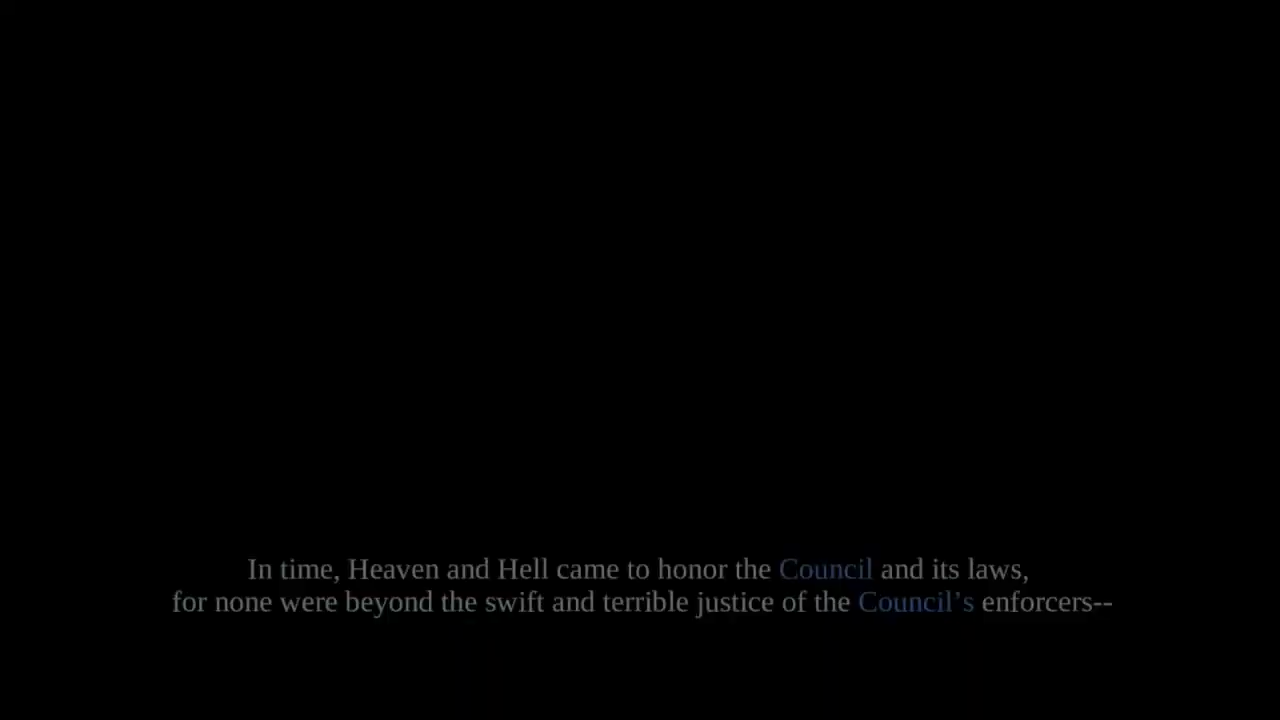 In time, Heaven and Hell came to honor the Council and its laws,
for none were beyond the swift and terrible justice of the Council’s enforcers--